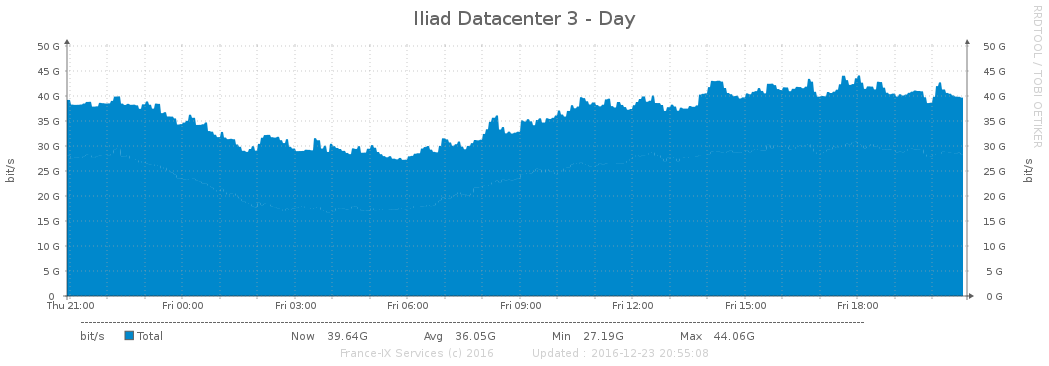 Iliad Datacenter 3 - Day
RRDTOOL / TOBI OETIKER
bit/s
50 G 50 G
45 G 45 G
40 G 40 G
35 G 35 G
30 G 30 G
25 G 25 G
20 G 20 G
15 G 15 G
10 G 10 G
5 G 5 G
0 0 G
bit/s
Thu 21:00 Fri 00:00 Fri 03:00 Fri 06:00 Fri 09:00 Fri 12:00 Fri 15:00 Fri 18:00
bit/s Total Now 39.64G Avg 36.05G Min 27.19G Max 44.06G
France-IX Services (c) 2016 Updated : 2016-12-23 20:55:08